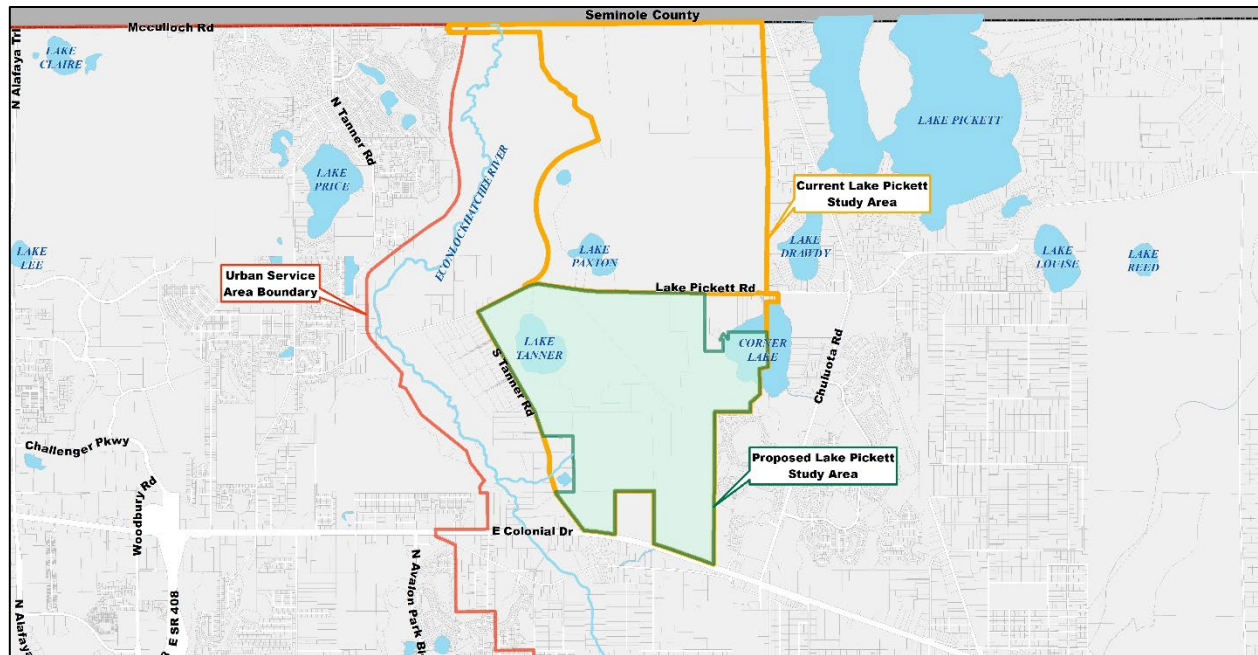 Seminole County
Mcculloch Rd
N Alafaya Trl
LAKE
CLAIRE
N Tanner Rd
LAKE PICKETT
LAKE
PRICE
ECONLOCKHATCHEE RIVER
Current Lake Pickett
Study Area
LAKE
LEE
LAKE
PAXTON
LAKE
DRAWDY
LAKE
LOUISE
LAKE
REED
Urban Service
Area Boundary
Lake Pickett Rd
LAKE
TANNER
CORNER
LAKE
S Tanner Rd
Chuluota Rd
Challenger Pkwy
Woodbury Rd
Proposed Lake Pickett
Study Area
E Colonial Dr
N Alafaya
E SR 408
N Avalon Park Bl